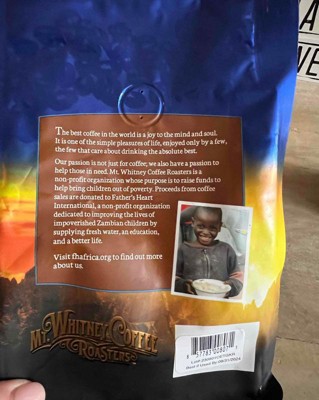 The best coffee in the world is a joy to the mind and soul.
It is one of the simple pleasures of life, enjoyed only by a few,
the few that care about drinking the absolute best.
Our passion is not just for coffee, we also have a passion to
help those in need. Mt. Whitney Coffee Roasters is a
non-profit organization whose purpose is to raise funds to
help bring children out of poverty. Proceeds from coffee
sales are donated to Father's Heart
International, a non-profit organization
dedicated to improving the lives of
impoverished Zambian children by
supplying fresh water, an education,
and a better life.
Visit fhafrica.org to find out more
about us.
Mt. Whitney Coffee
Roasters